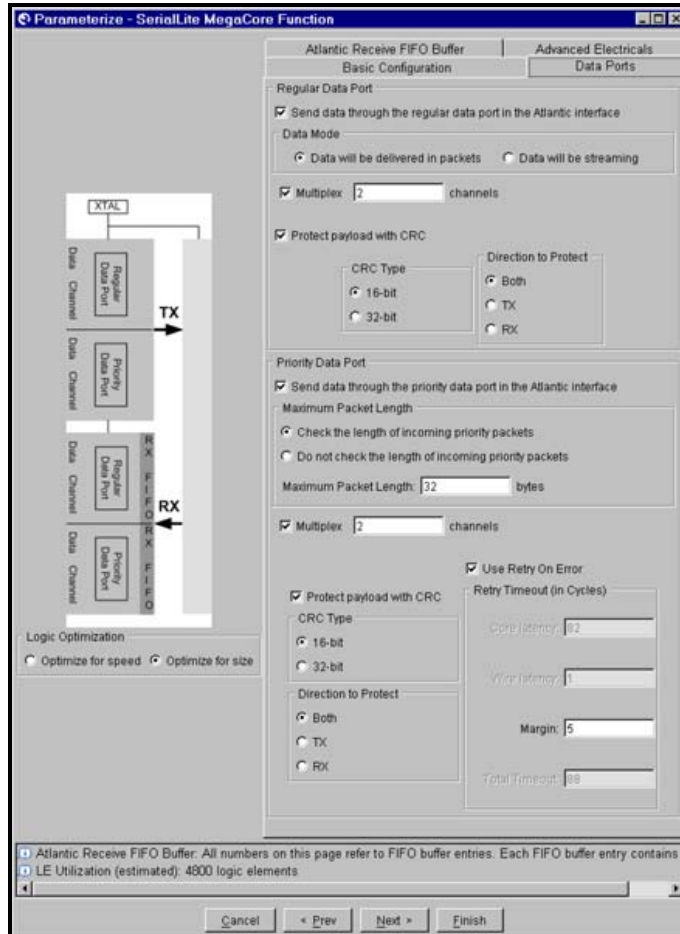 Parameterize - SerialLite MegaCore Function
Atlantic Receive FIFO Buffer
Advanced Electricals
Basic Configuration
Data Ports
Regular Data Port
Send data through the regular data port in the Atlantic interface
Data Mode
Data will be delivered in packets
Data will be streaming
Multiplex 2 channels
Protect payload with CRC
CRC Type
16-bit
32-bit
Direction to Protect
Both
TX
RX
Priority Data Port
Send data through the priority data port in the Atlantic interface
Maximum Packet Length
Check the length of incoming priority packets
Do not check the length of incoming priority packets
Maximum Packet Length: 32 bytes
Multiplex 2 channels
Use Retry On Error
Protect payload with CRC
CRC Type
16-bit
32-bit
Direction to Protect
Both
TX
RX
Retry Timeout (in Cycles)
Core latency: 82
Wire latency: 1
Margin: 5
Total Timeout: 88
XTAL
Data Channel
Regular Data Port
TX
Data Channel
Priority Data Port
Data Channel
Regular Data Port
RX FIFO
RX
Data Channel
Priority Data Port
RX FIFO
Logic Optimization
Optimize for speed
Optimize for size
Atlantic Receive FIFO Buffer: All numbers on this page refer to FIFO buffer entries. Each FIFO buffer entry contains
LE Utilization (estimated): 4800 logic elements
Cancel
< Prev
Next >
Finish